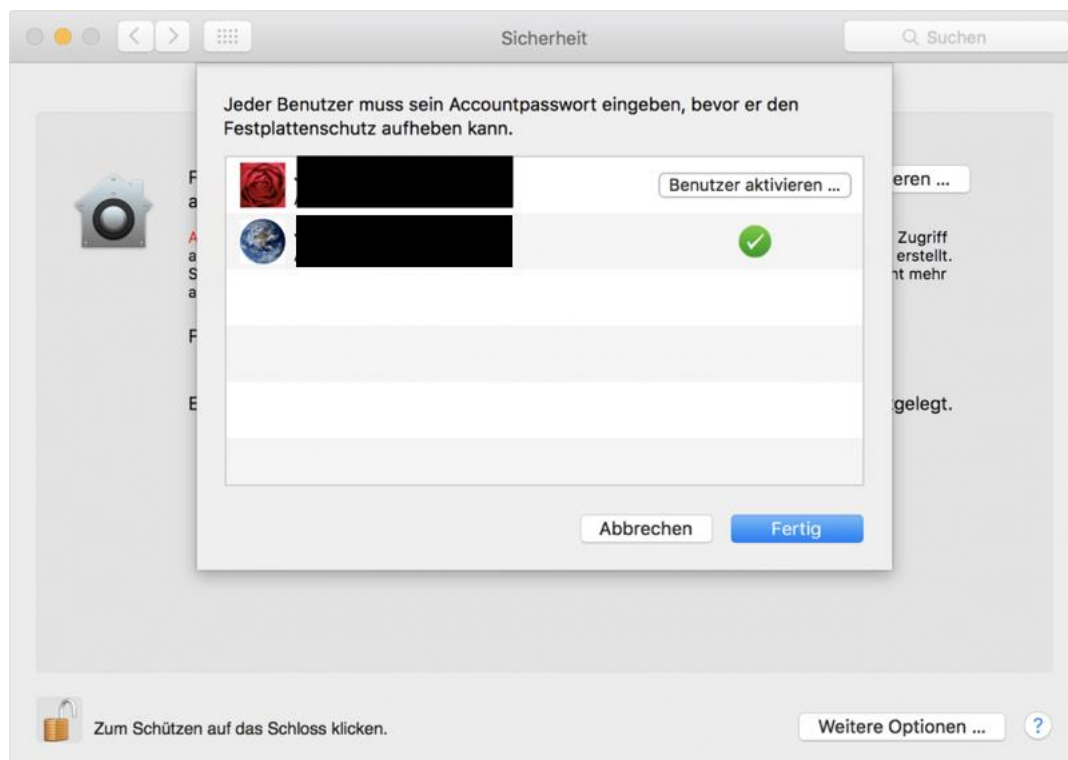 Sicherheit
Suchen
Jeder Benutzer muss sein Accountpasswort eingeben, bevor er den
Festplattenschutz aufheben kann.
Benutzer aktivieren ...
F
eren ...
a
A
Zugriff
a
erstellt.
S
nt mehr
a
F
E
gelegt.
Abbrechen
Fertig
Zum Schützen auf das Schloss klicken.
Weitere Optionen ...
?